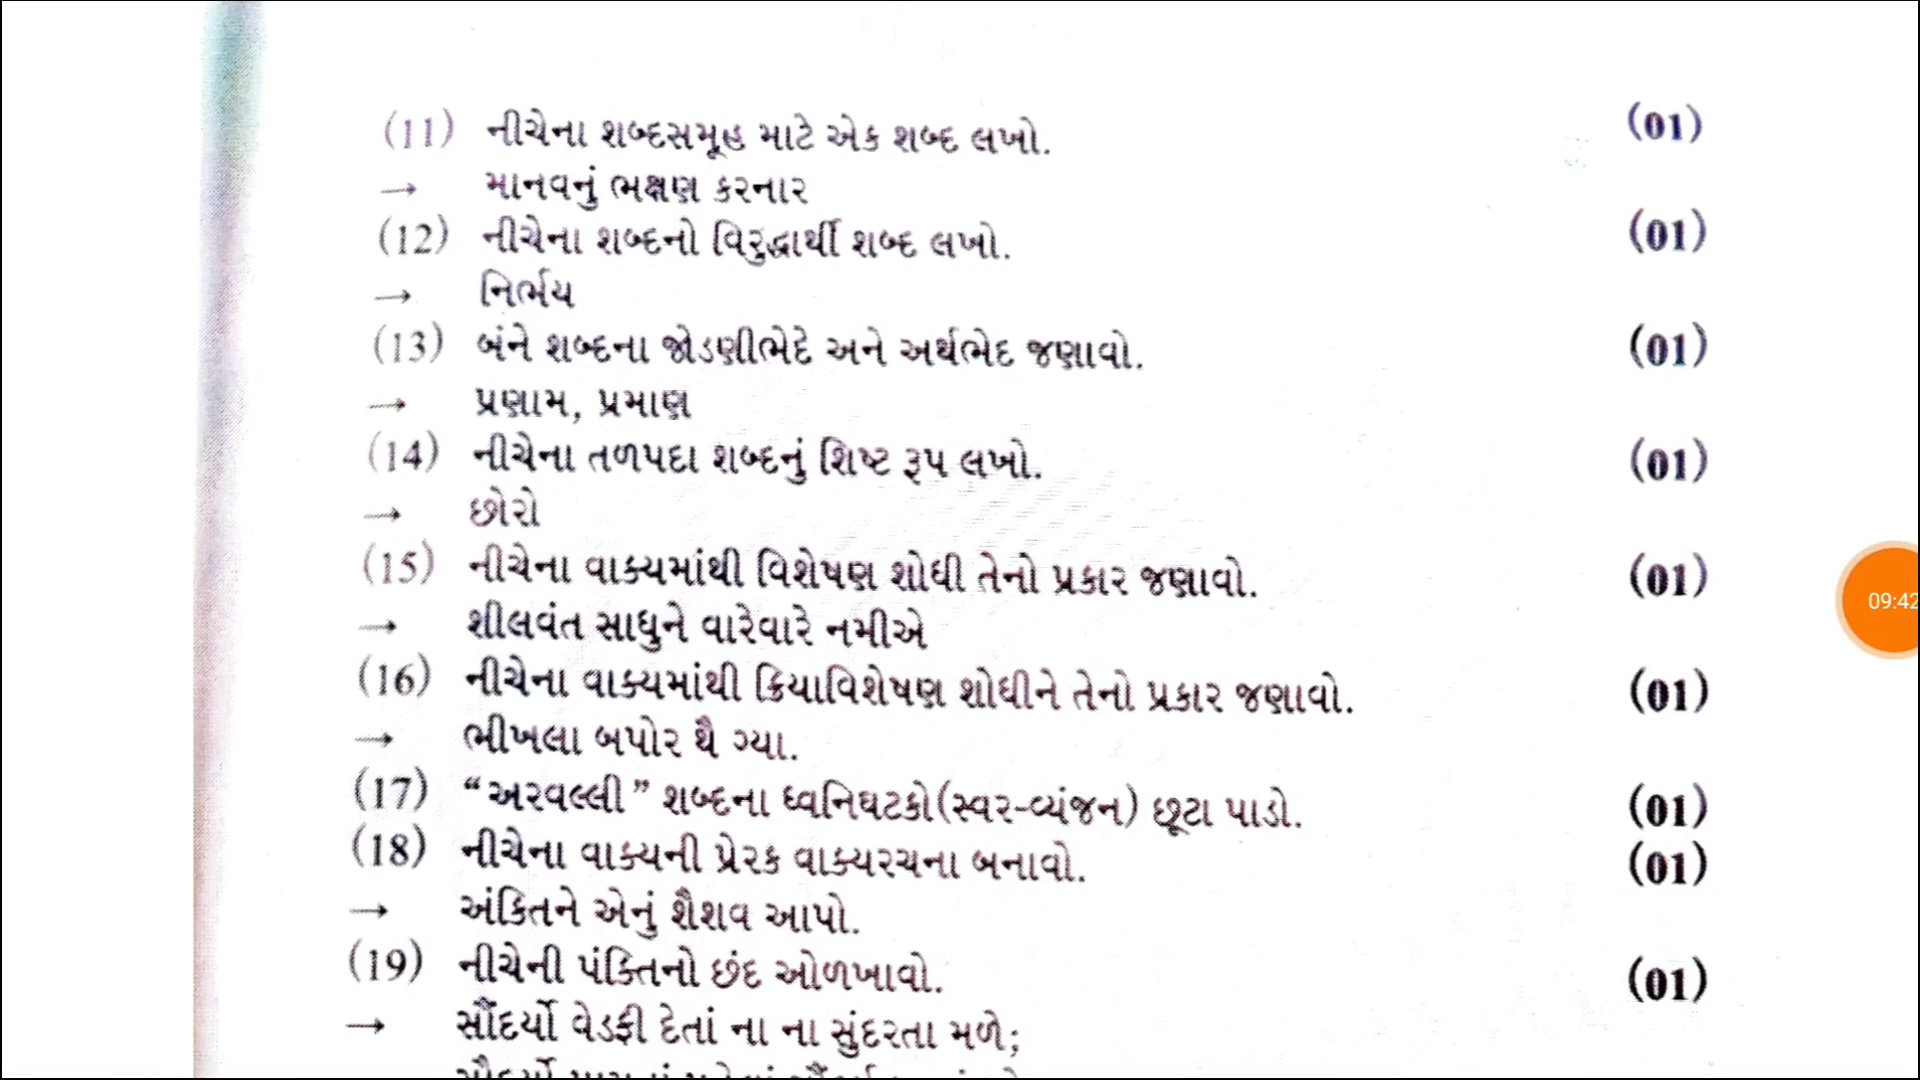 (11) નીચેના શબ્દસમૂહ માટે એક શબ્દ લખો. (01)
→ માનવનું ભક્ષણ કરનાર
(12) નીચેના શબ્દનો વિરુદ્ધાર્થી શબ્દ લખો. (01)
→ નિર્ભય
(13) બંને શબ્દના જોડણીભેદે અને અર્થભેદ જણાવો. (01)
→ પ્રણામ, પ્રમાણ
(14) નીચેના તળપદા શબ્દનું શિષ્ટ રૂપ લખો. (01)
→ છોરો
(15) નીચેના વાક્યમાંથી વિશેષણ શોધી તેનો પ્રકાર જણાવો. (01)
09:42
→ શીલવંત સાધુને વારેવારે નમીએ
(16) નીચેના વાક્યમાંથી ક્રિયાવિશેષણ શોધીને તેનો પ્રકાર જણાવો. (01)
→ ભીખલા બપોર થૈ ગ્યા.
(17) “અરવલ્લી” શબ્દના ધ્વનિઘટકો(સ્વર-વ્યંજન) છૂટા પાડો. (01)
(18) નીચેના વાક્યની પ્રેરક વાક્યરચના બનાવો. (01)
→ અંકિતને એનું શૈશવ આપો.
(19) નીચેની પંક્તિનો છંદ ઓળખાવો. (01)
→ સૌંદર્યો વેડફી દેતાં ના ના સુંદરતા મળે;